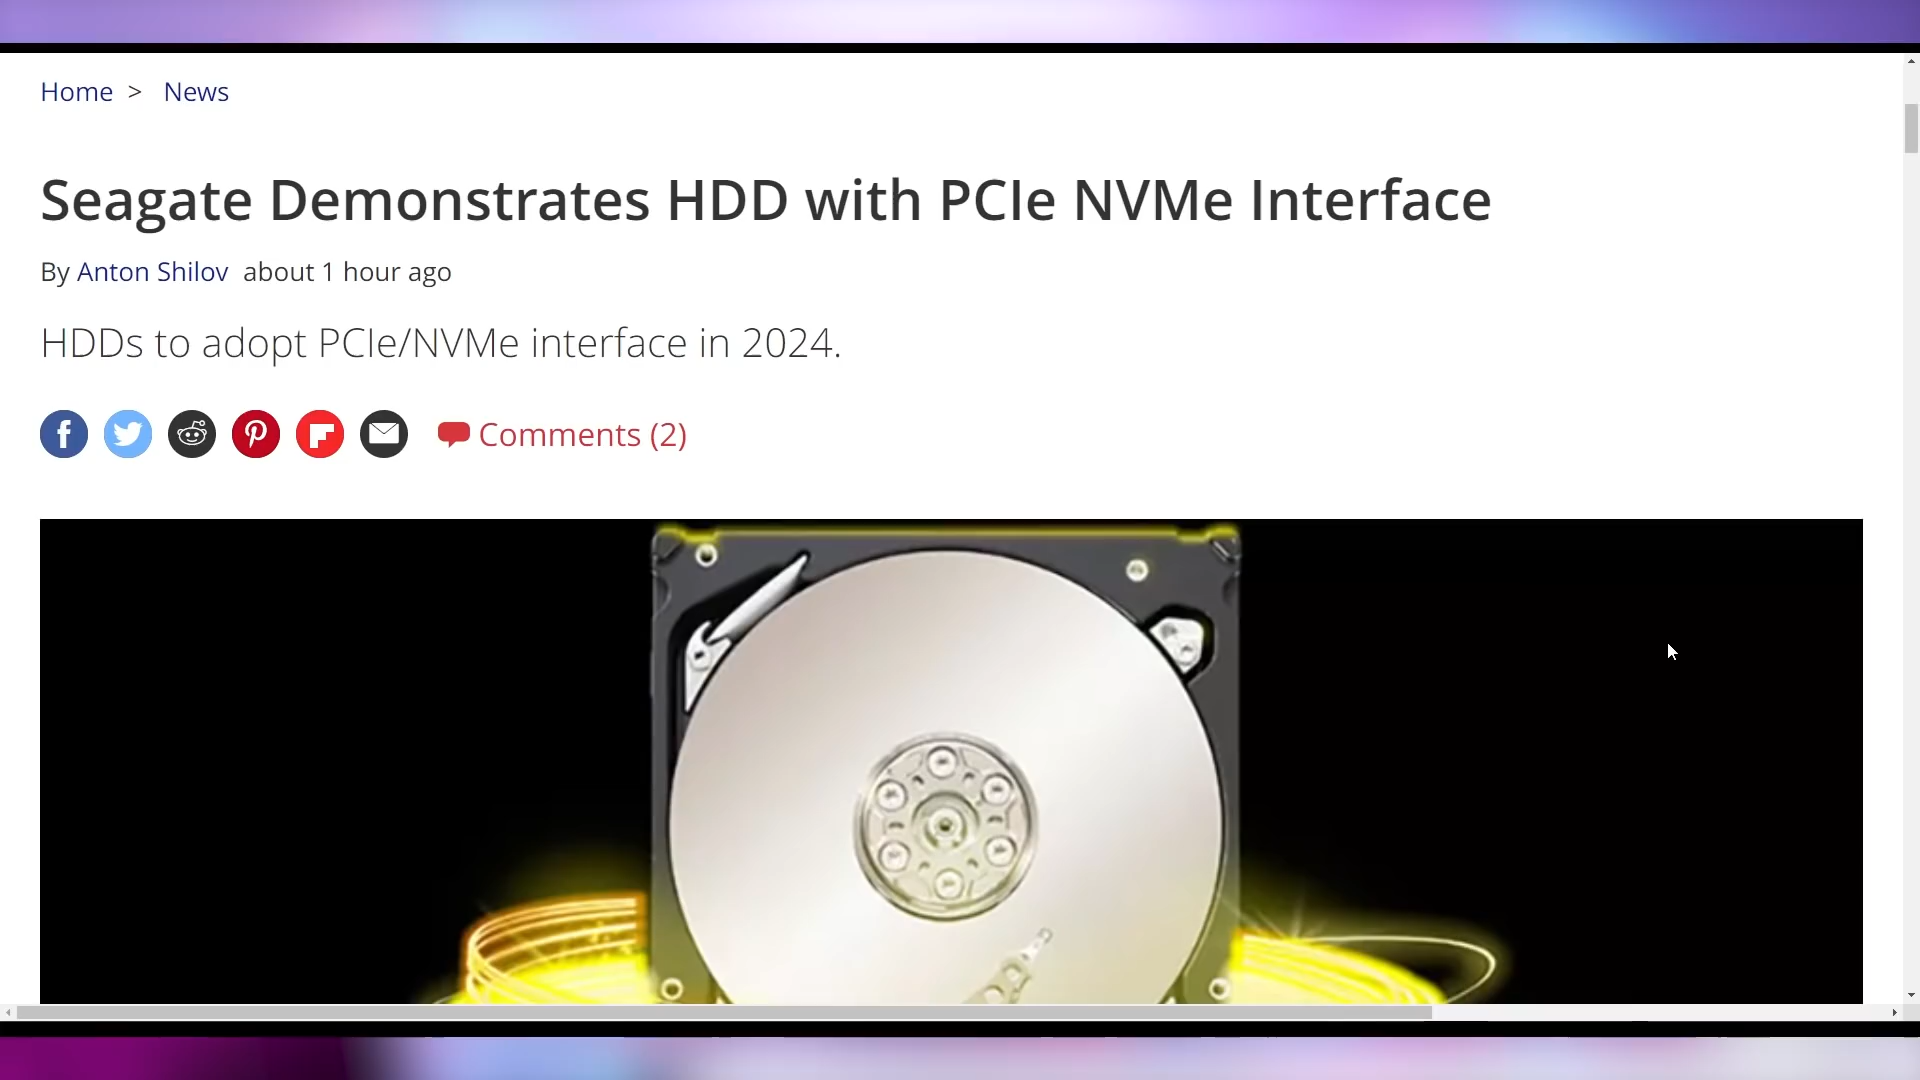 Home > News
Seagate Demonstrates HDD with PCIe NVMe Interface
By Anton Shilov about 1 hour ago
HDDs to adopt PCIe/NVMe interface in 2024.
Comments (2)